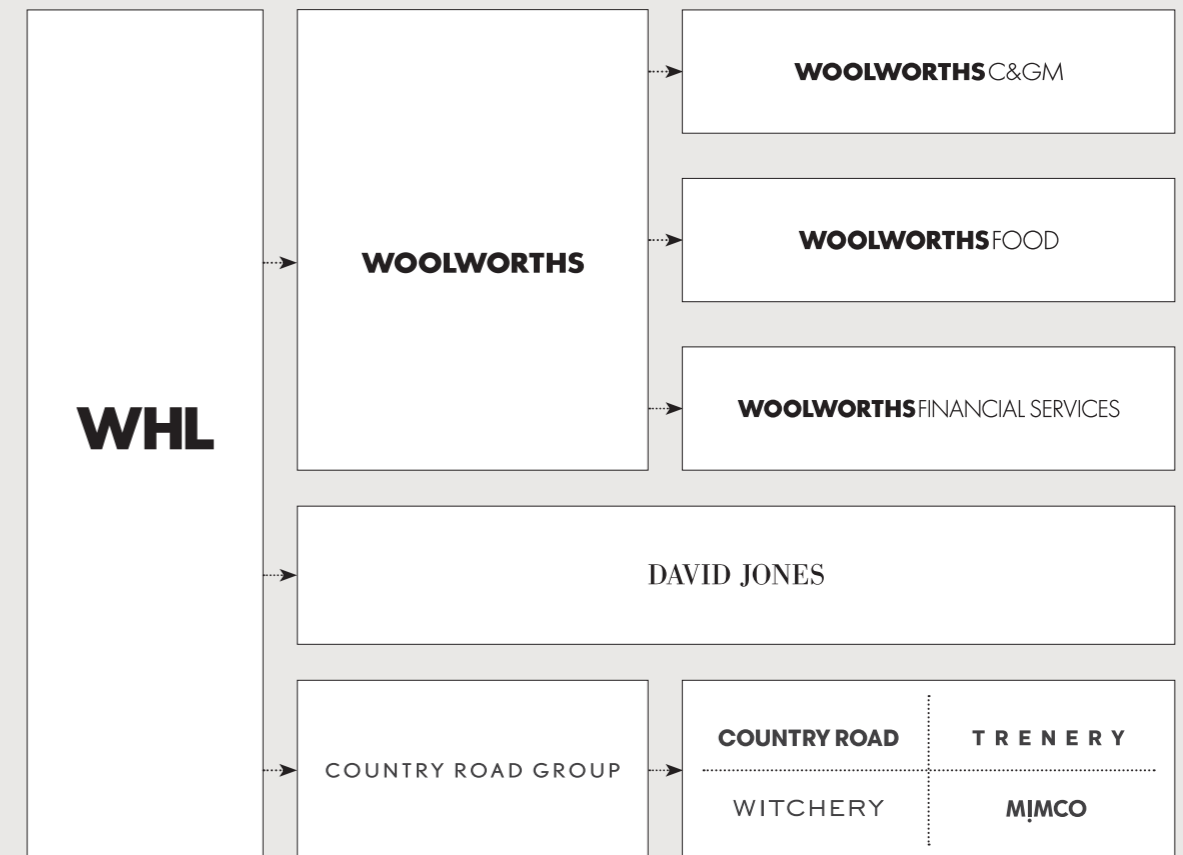 WHL
WOOLWORTHS
WOOLWORTHS C&GM
WOOLWORTHS FOOD
WOOLWORTHS FINANCIAL SERVICES
DAVID JONES
COUNTRY ROAD GROUP
COUNTRY ROAD
TRENERY
WITCHERY
MIMCO